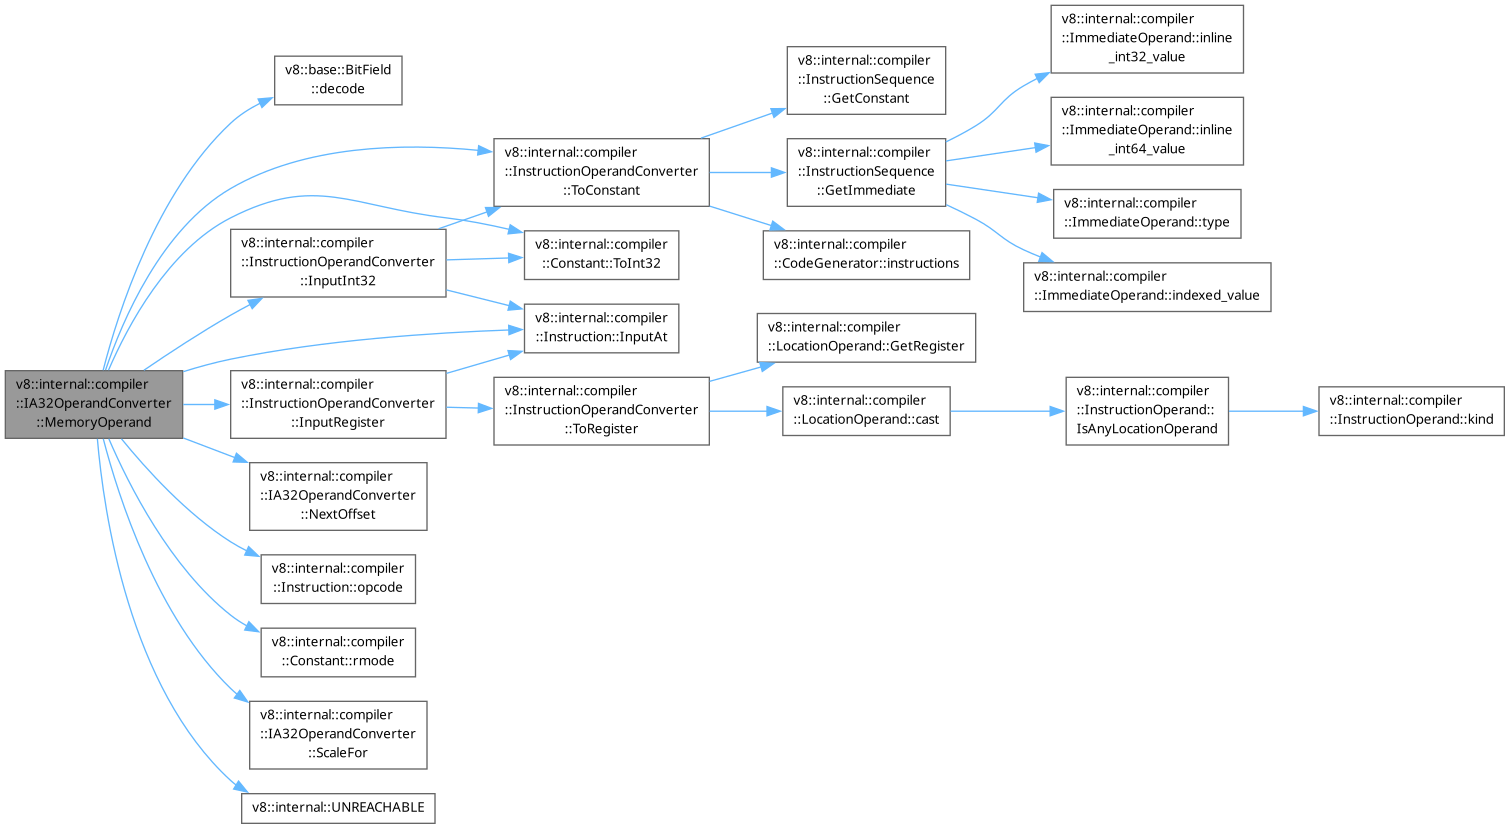 v8::internal::compiler
::IA32OperandConverter
::MemoryOperand
v8::base::BitField
::decode
v8::internal::compiler
::InstructionOperandConverter
::InputInt32
v8::internal::compiler
::InstructionOperandConverter
::InputRegister
v8::internal::compiler
::IA32OperandConverter
::NextOffset
v8::internal::compiler
::Instruction::opcode
v8::internal::compiler
::Constant::rmode
v8::internal::compiler
::IA32OperandConverter
::ScaleFor
v8::internal::UNREACHABLE
v8::internal::compiler
::InstructionOperandConverter
::ToConstant
v8::internal::compiler
::Constant::ToInt32
v8::internal::compiler
::Instruction::InputAt
v8::internal::compiler
::InstructionOperandConverter
::ToRegister
v8::internal::compiler
::InstructionSequence
::GetConstant
v8::internal::compiler
::InstructionSequence
::GetImmediate
v8::internal::compiler
::CodeGenerator::instructions
v8::internal::compiler
::LocationOperand::GetRegister
v8::internal::compiler
::LocationOperand::cast
v8::internal::compiler
::ImmediateOperand::inline
_int32_value
v8::internal::compiler
::ImmediateOperand::inline
_int64_value
v8::internal::compiler
::ImmediateOperand::type
v8::internal::compiler
::ImmediateOperand::indexed_value
v8::internal::compiler
::InstructionOperand::
IsAnyLocationOperand
v8::internal::compiler
::InstructionOperand::kind